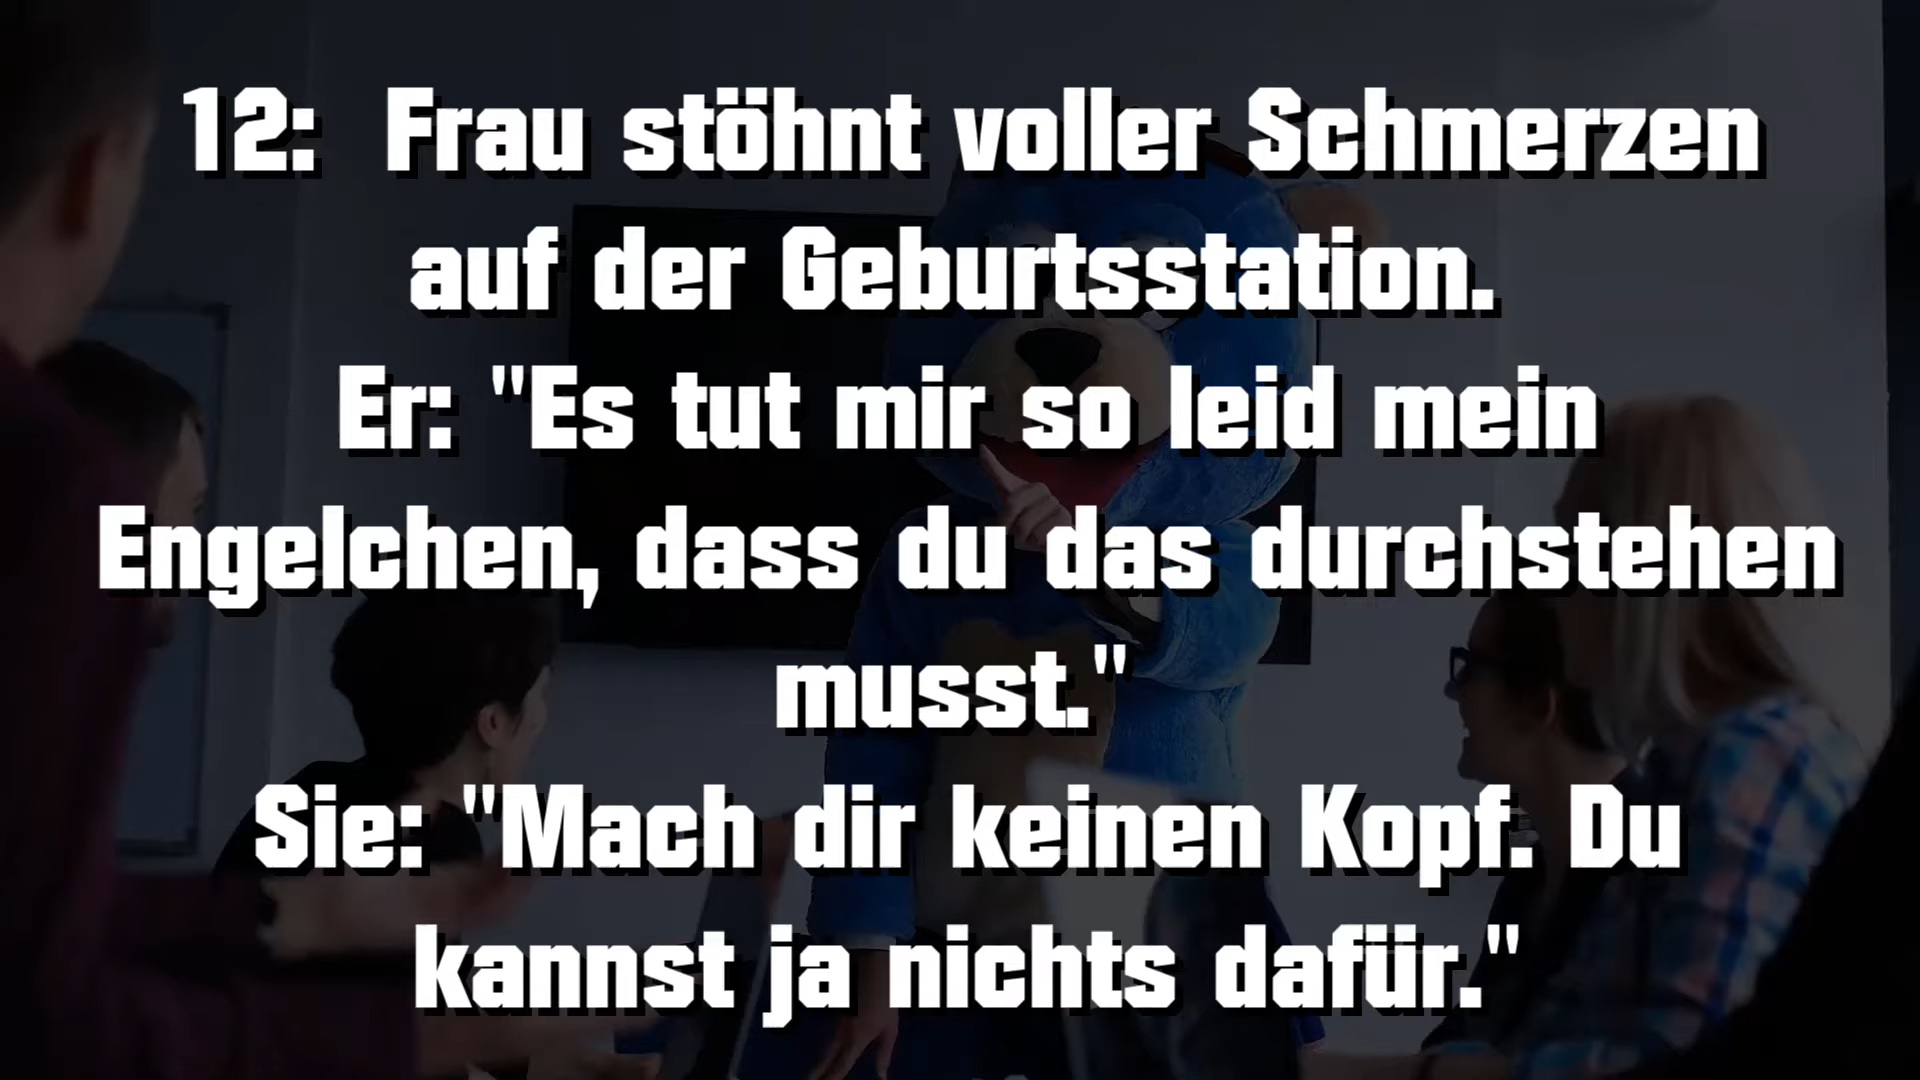 12: Frau stöhnt voller Schmerzen
auf der Geburtsstation.
Er: "Es tut mir so leid mein
Engelchen, dass du das durchstehen
musst."
Sie: "Mach dir keinen Kopf. Du
kannst ja nichts dafür."